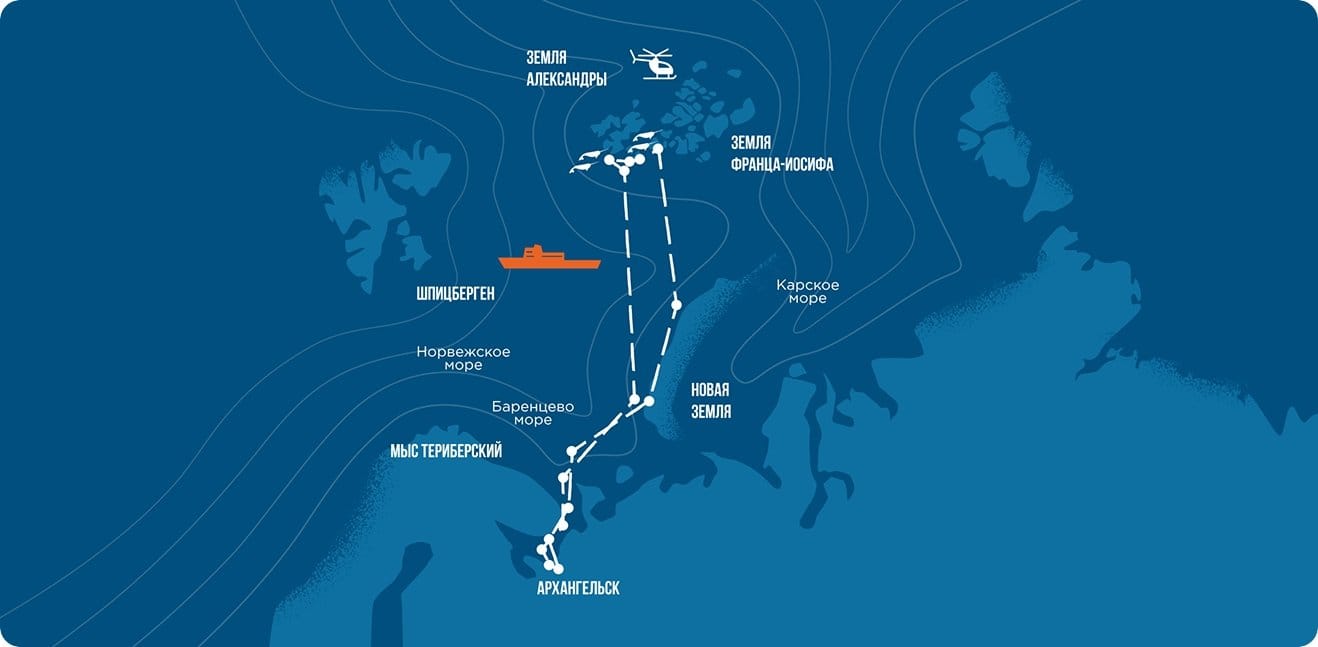 ЗЕМЛЯ
АЛЕКСАНДРЫ
ЗЕМЛЯ
ФРАНЦА-ИОСИФА
ШПИЦБЕРГЕН
Карское
море
Норвежское
море
НОВАЯ
ЗЕМЛЯ
Баренцево
море
МЫС ТЕРИБЕРСКИЙ
АРХАНГЕЛЬСК